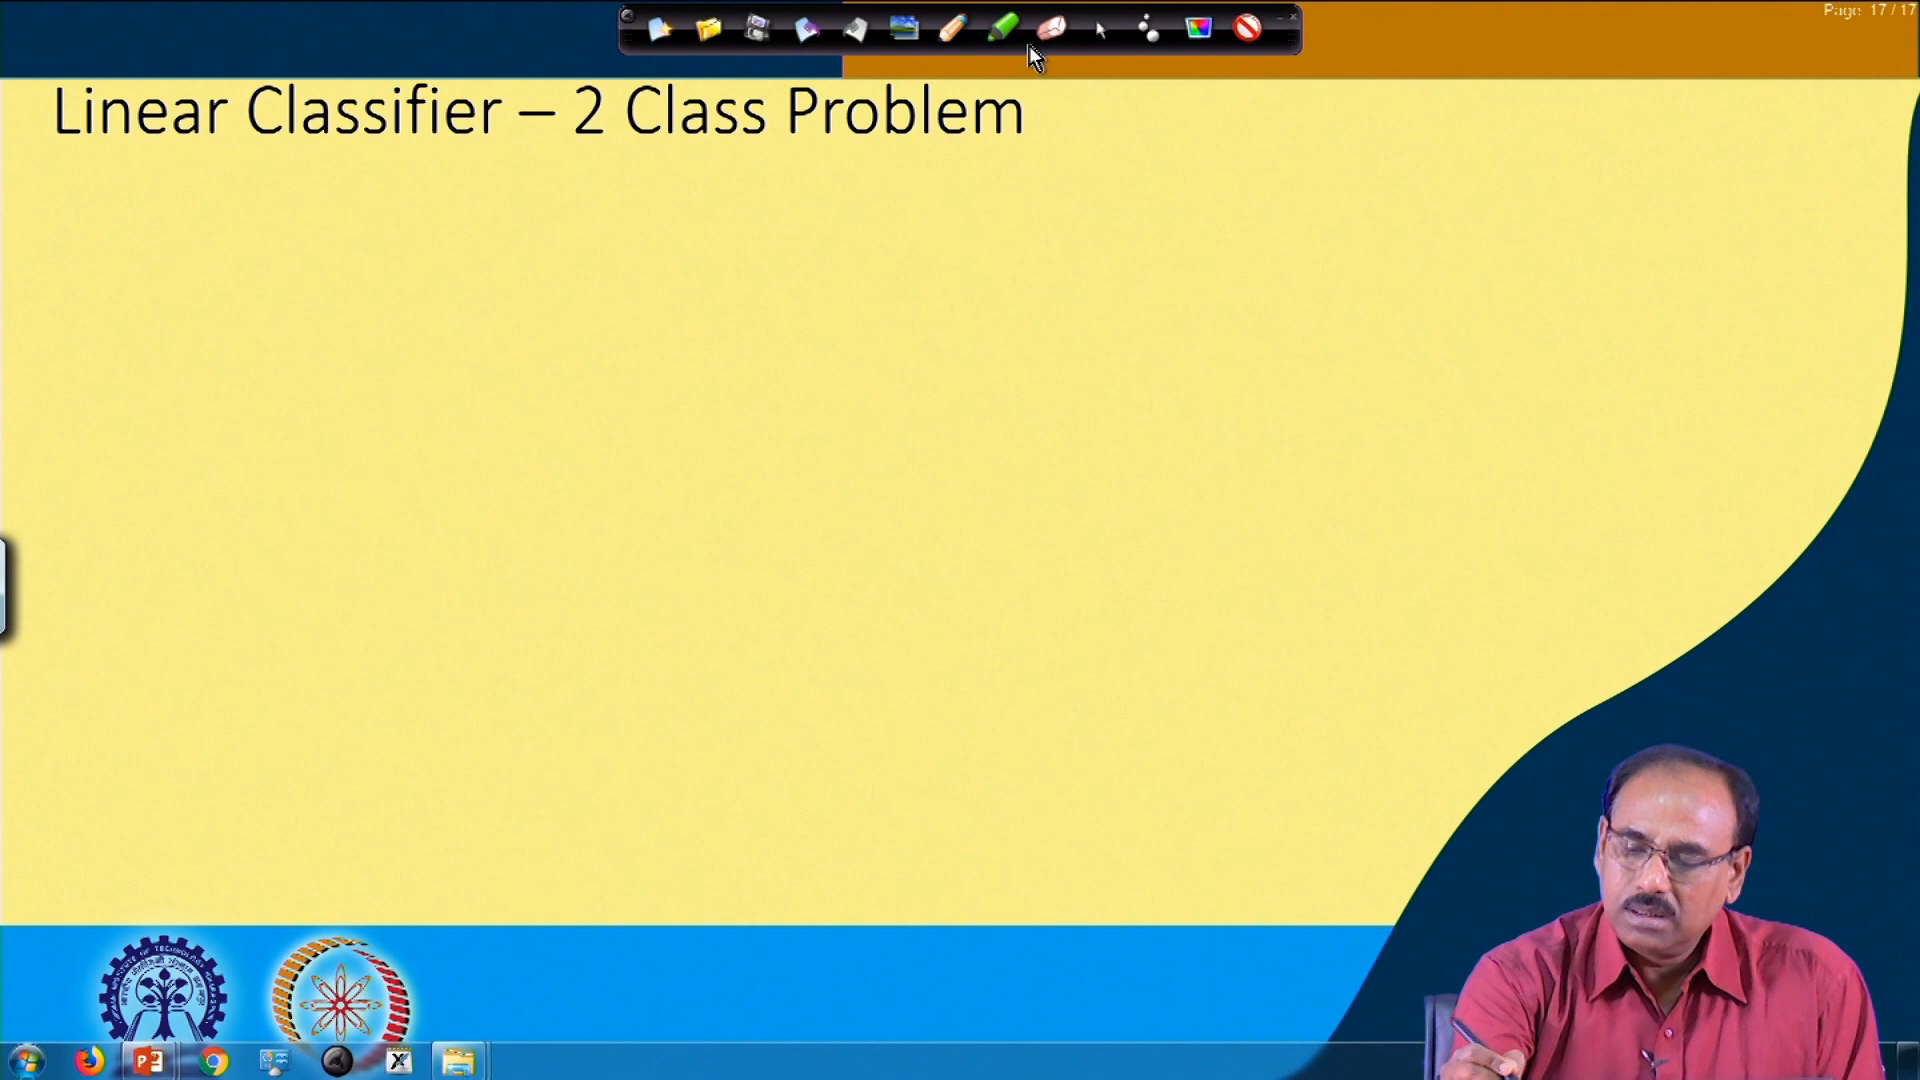 Page 17 / 17
Linear Classifier – 2 Class Problem